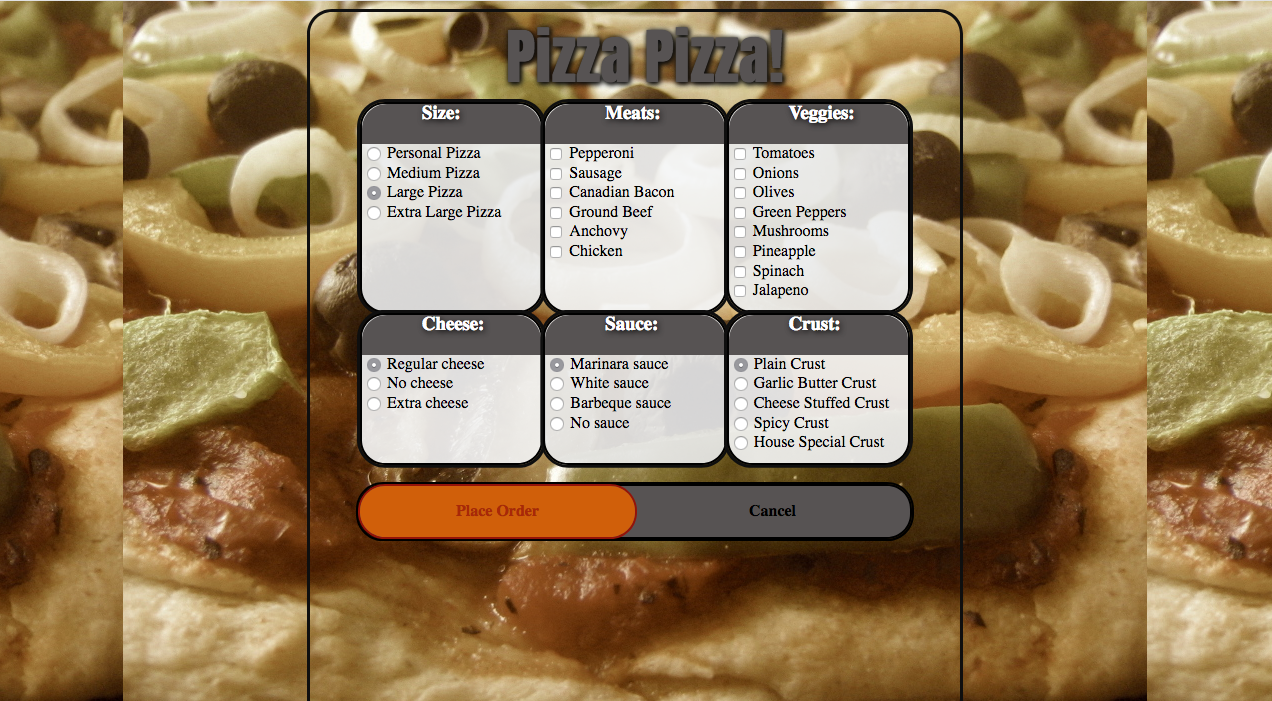 Pizza Pizza!
Size:
Personal Pizza
Medium Pizza
Large Pizza
Extra Large Pizza
Meats:
Pepperoni
Sausage
Canadian Bacon
Ground Beef
Anchovy
Chicken
Veggies:
Tomatoes
Onions
Olives
Green Peppers
Mushrooms
Pineapple
Spinach
Jalapeno
Cheese:
Regular cheese
No cheese
Extra cheese
Sauce:
Marinara sauce
White sauce
Barbeque sauce
No sauce
Crust:
Plain Crust
Garlic Butter Crust
Cheese Stuffed Crust
Spicy Crust
House Special Crust
Place Order
Cancel